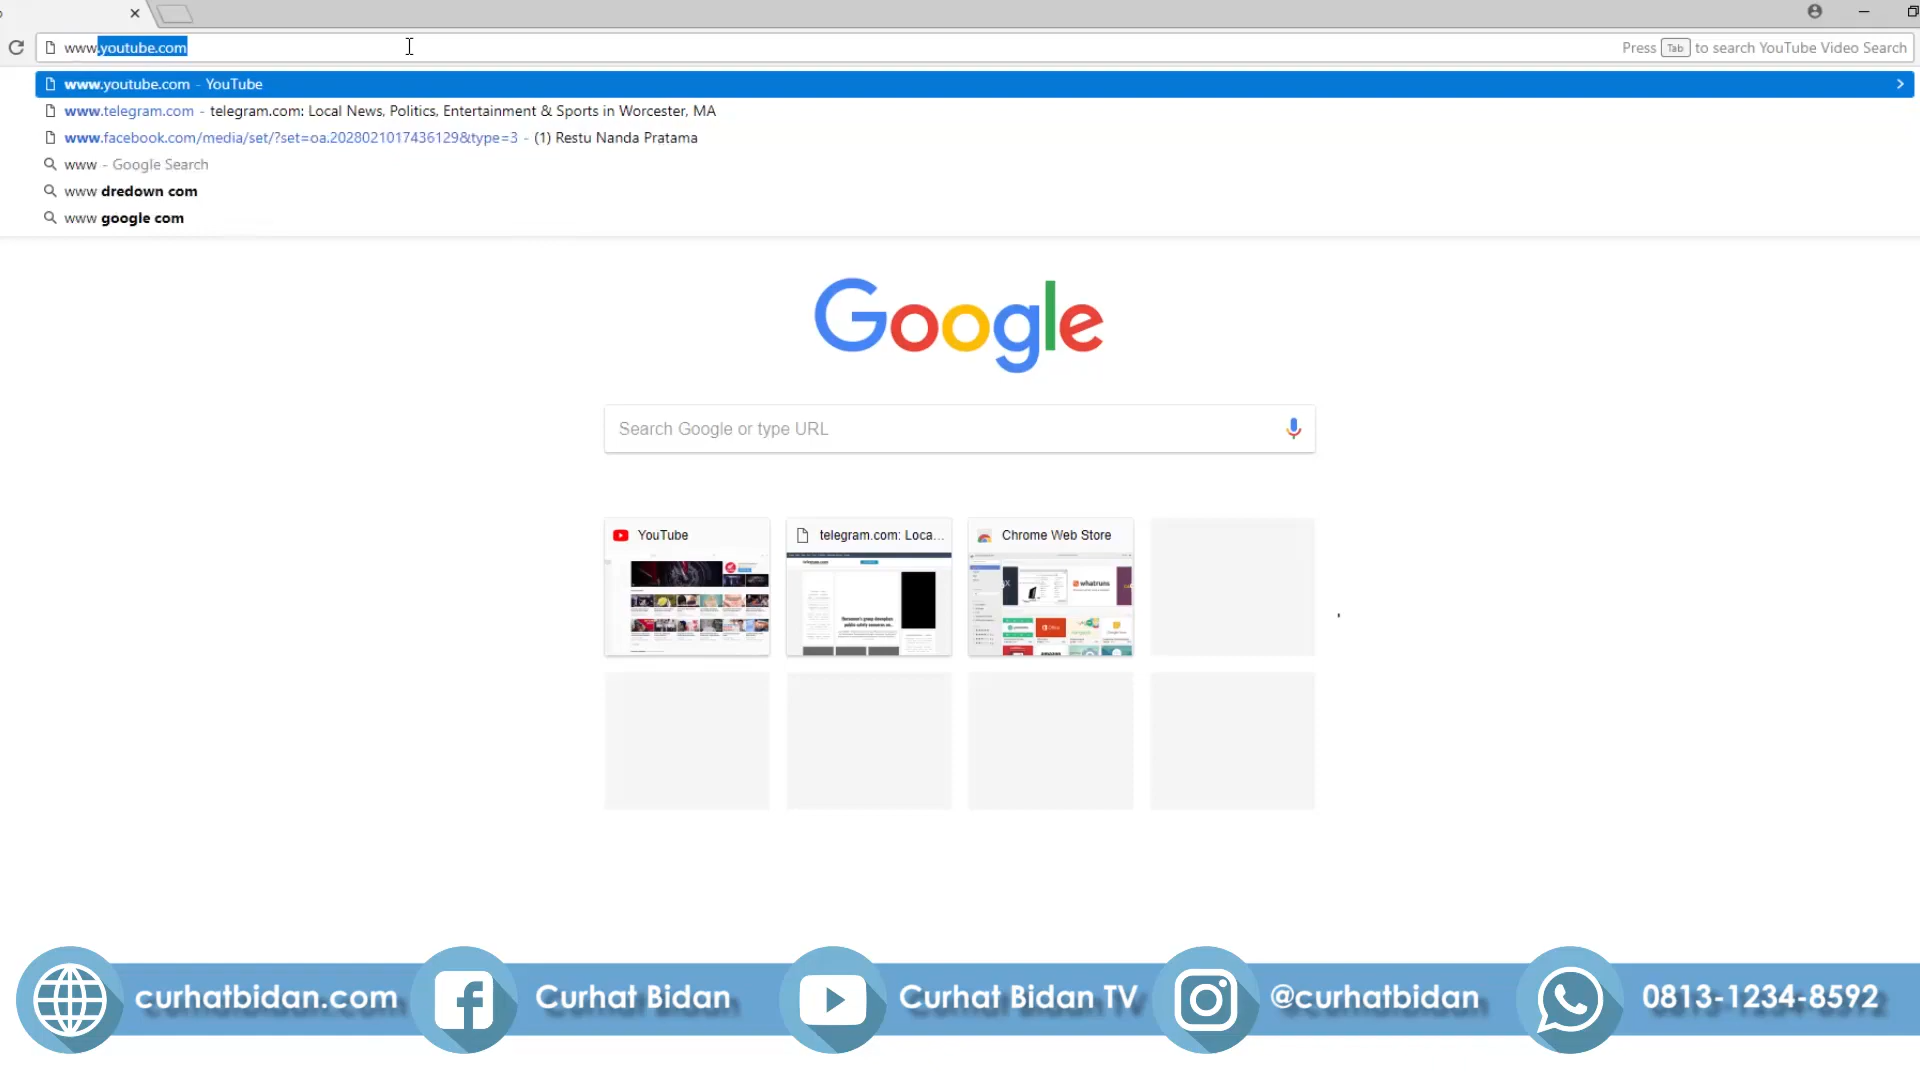 www.youtube.com
Press Tab to search YouTube Video Search
www.youtube.com - YouTube
www.telegram.com - telegram.com: Local News, Politics, Entertainment & Sports in Worcester, MA
www.facebook.com/media/set/?set=oa.2028021017436129&type=3 - (1) Restu Nanda Pratama
www - Google Search
www dredown com
www google com
Google
Search Google or type URL
YouTube
telegram.com: Loca...
Chrome Web Store
whatruns
Office
curhatbidan.com
Curhat Bidan
Curhat Bidan TV
@curhatbidan
0813-1234-8592